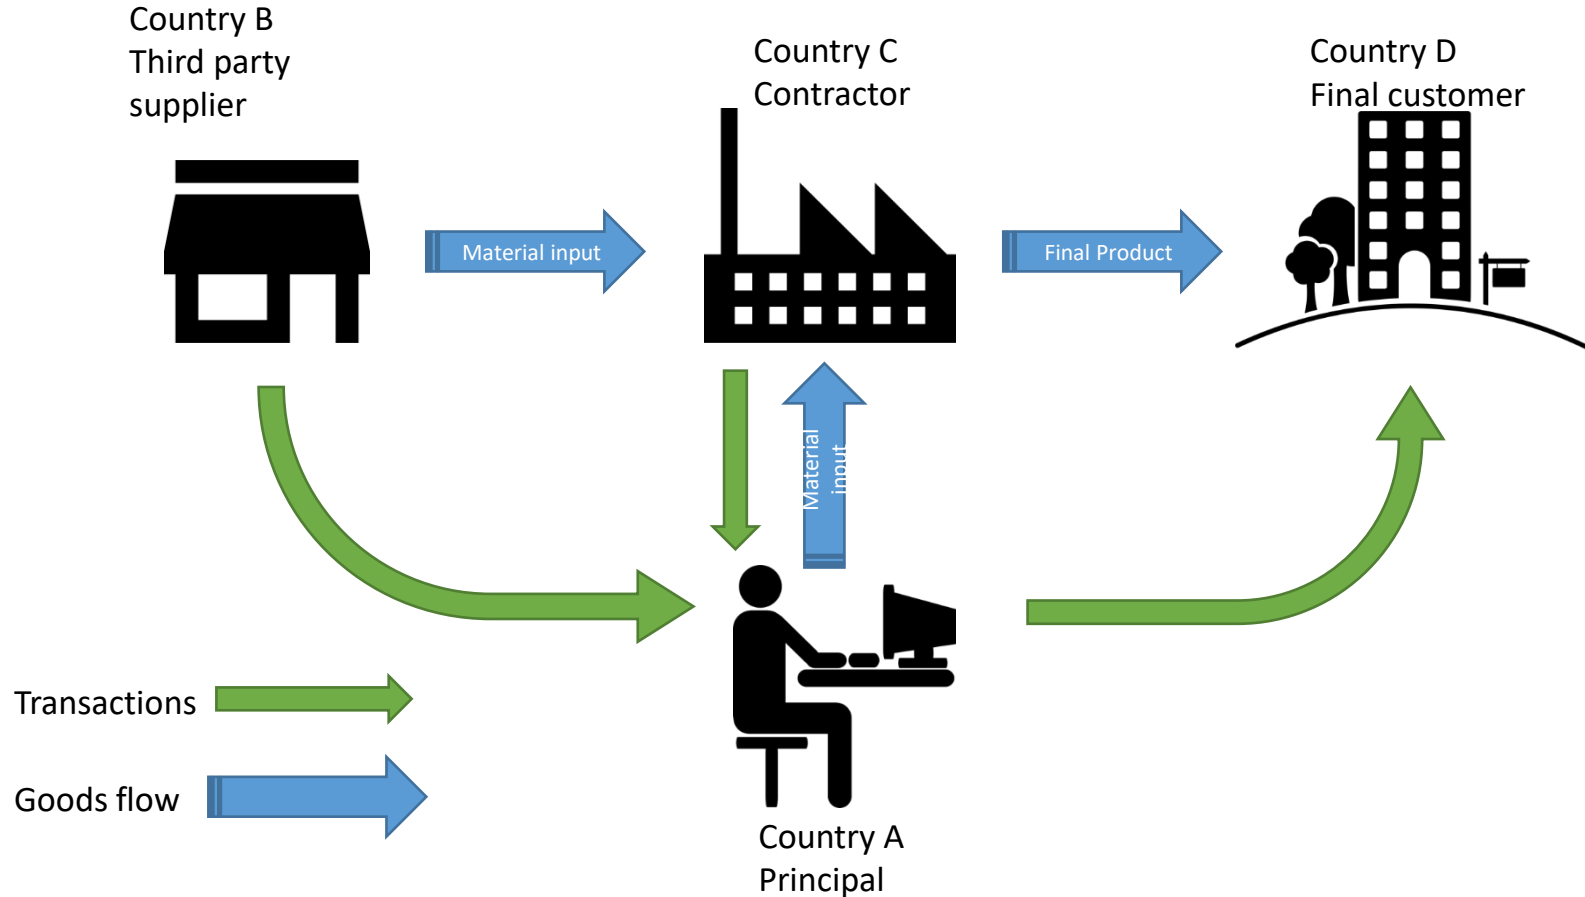 Country B
Third party
supplier
Country C
Contractor
Country D
Final customer
Material input
Final Product
Material
input
Transactions
Goods flow
Country A
Principal